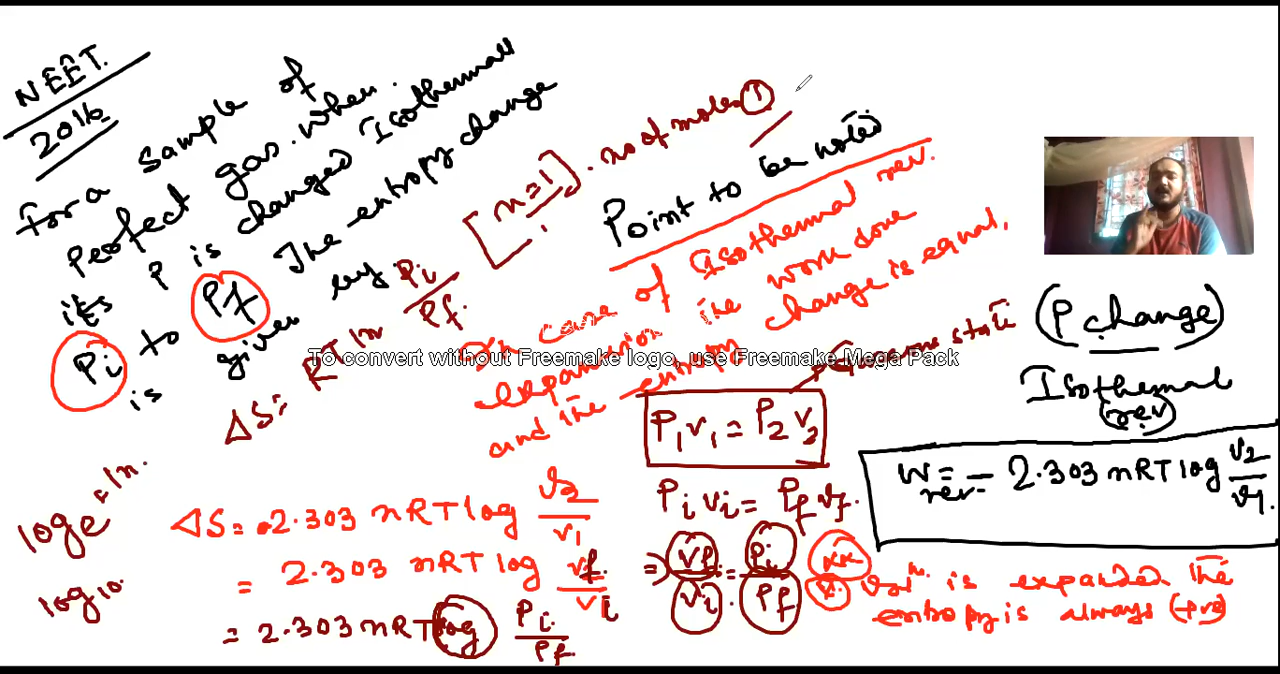 NEET.
2016
For a sample of
perfect gas. when
its P is changed Isothermall
Pi to Pf The entropy change
is given by
ΔS = RT ln Pi/Pf.
[n=1]. no of moles 1
Point to be noted
In case of Isothermal rev.
expansion the work done
and the entropy change is equal.
To convert without Freemake logo, use Freemake Mega Pack
(P change)
Isothermal
(rev)
Wrev = - 2.303 nRT log V2/V1.
P1V1 = P2V2
PiVi = PfVf.
=> Vf/Vi = Pi/Pf
loge = ln.
log10.
ΔS = 2.303 nRT log V2/V1
= 2.303 nRT log Vf/Vi
= 2.303 nRT log Pi/Pf
is expanded the
entropy is always (+ve)